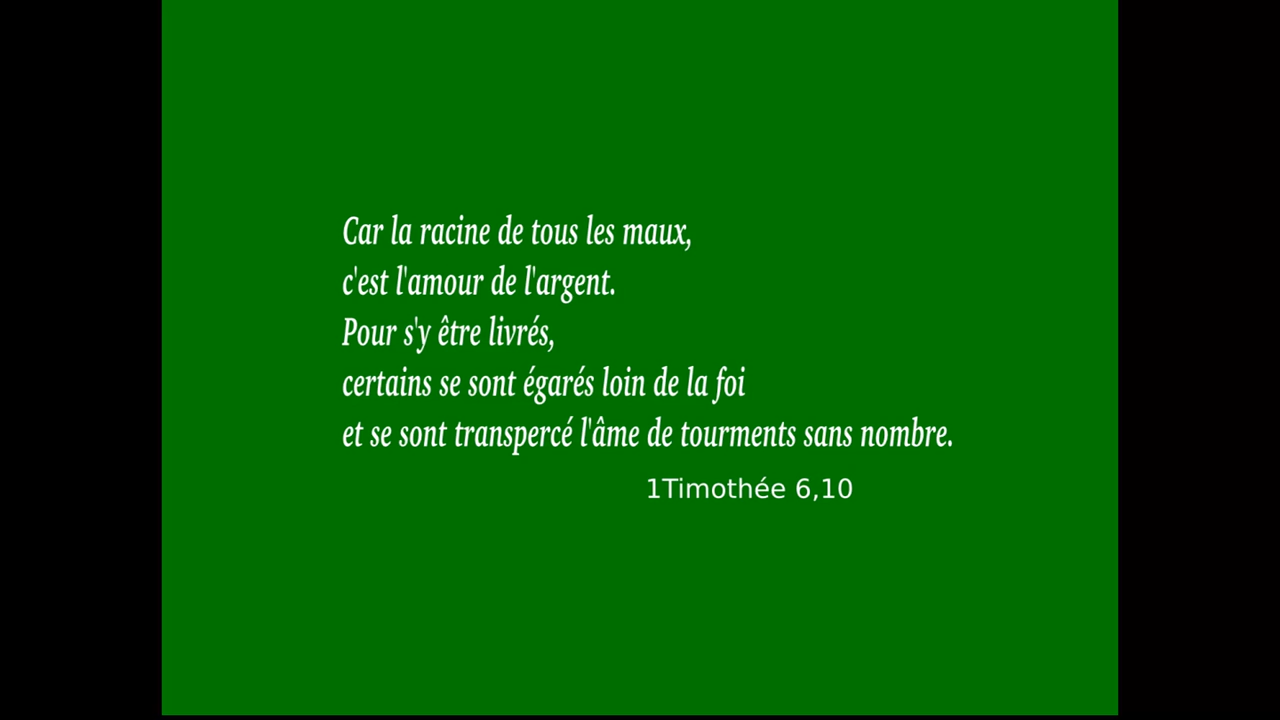 Car la racine de tous les maux,
c'est l'amour de l'argent.
Pour s'y être livrés,
certains se sont égarés loin de la foi
et se sont transpercé l'âme de tourments sans nombre.
1Timothée 6,10